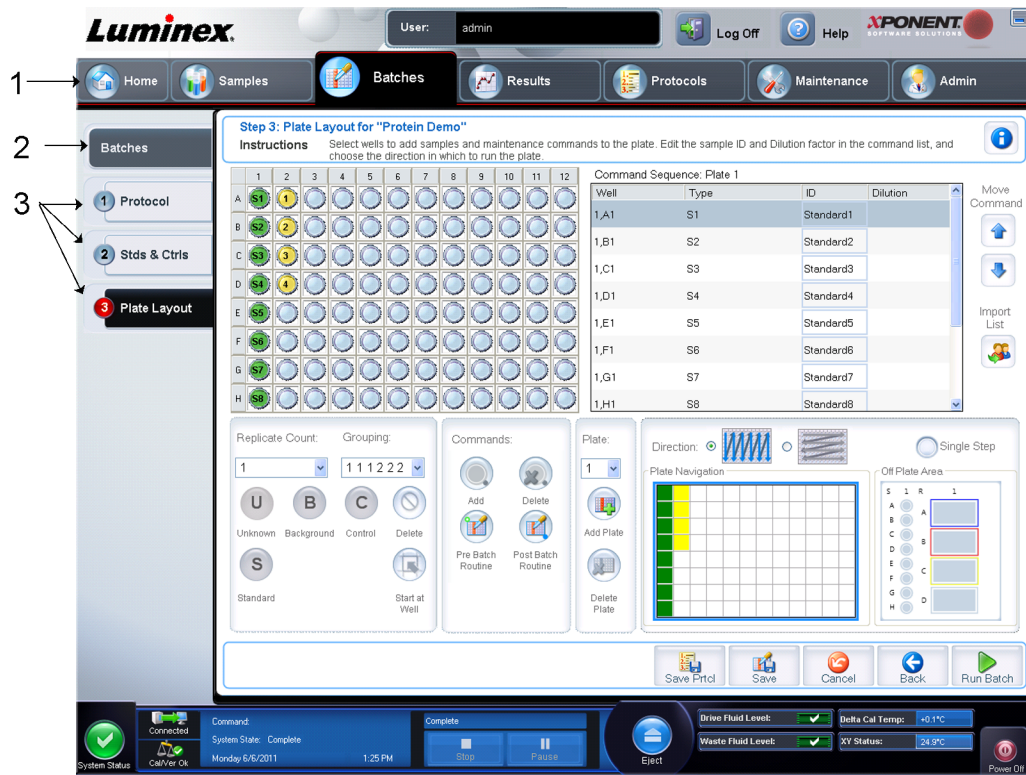 Luminex.
User: admin
Log Off
Help
XPONENT.
SOFTWARE SOLUTIONS
1
Home
Samples
Batches
Results
Protocols
Maintenance
Admin
2
Batches
3
1 Protocol
2 Stds & Ctrls
3 Plate Layout
Step 3: Plate Layout for "Protein Demo"
Instructions
Select wells to add samples and maintenance commands to the plate. Edit the sample ID and Dilution factor in the command list, and
choose the direction in which to run the plate.
1 2 3 4 5 6 7 8 9 10 11 12
A S1 1
B S2 2
C S3 3
D S4 4
E S5
F S6
G S7
H S8
Command Sequence: Plate 1
Well Type ID Dilution
1,A1 S1 Standard1
1,B1 S2 Standard2
1,C1 S3 Standard3
1,D1 S4 Standard4
1,E1 S5 Standard5
1,F1 S6 Standard6
1,G1 S7 Standard7
1,H1 S8 Standard8
Move
Command
Import
List
Replicate Count: Grouping:
1
1 1 1 2 2 2
U B C
Unknown Background Control Delete
S
Standard
Start at
Well
Commands:
Add Delete
Pre Batch
Routine
Post Batch
Routine
Plate:
1
Add Plate
Delete
Plate
Direction:
Single Step
Plate Navigation
Off Plate Area
S 1 R 1
A
B
C
D
E
F
G
H
A
B
C
D
Save Prtcl
Save
Cancel
Back
Run Batch
System Status
Connected
Cal/Ver Ok
Command:
System State: Complete
Monday 6/6/2011 1:25 PM
Complete
Stop
Pause
Eject
Drive Fluid Level:
Waste Fluid Level:
Delta Cal Temp: +0.1°C
XY Status: 24.9°C
Power Off